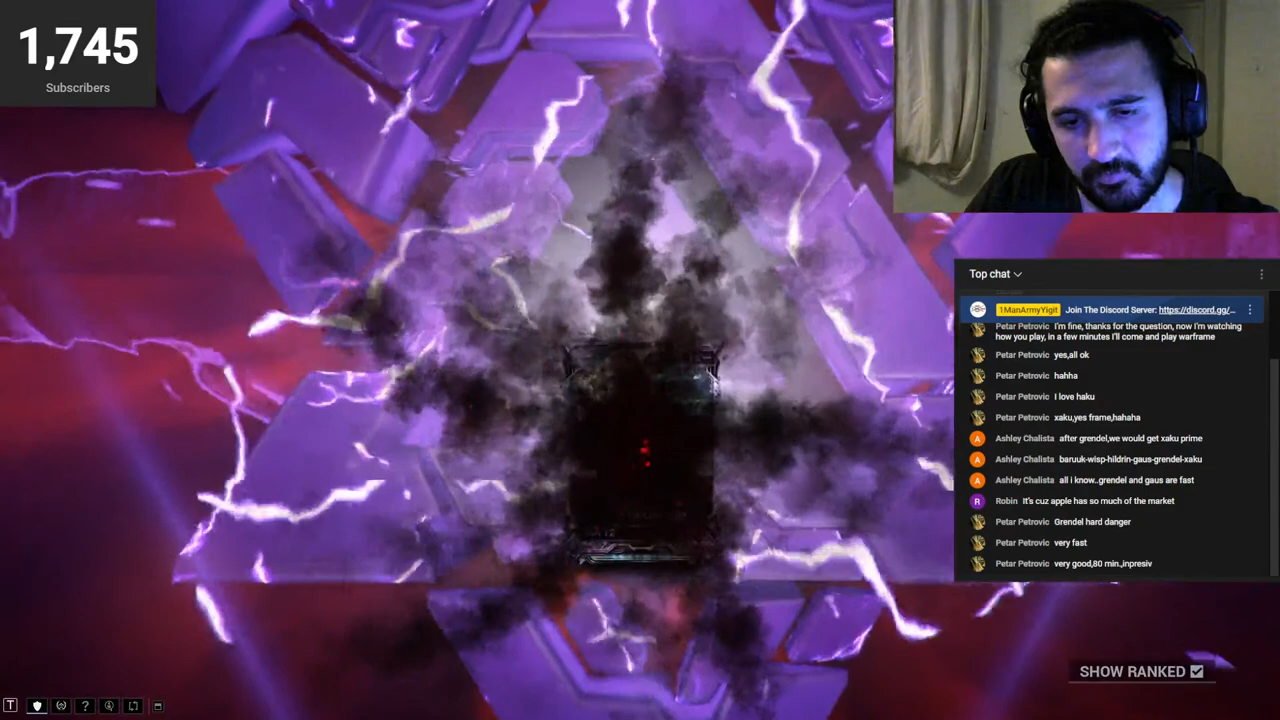 1,745
Subscribers
Top chat
1ManArmyYigit Join The Discord Server: https://discord.gg/...
Petar Petrovic I'm fine, thanks for the question, now I'm watching
how you play, in a few minutes I'll come and play warframe
Petar Petrovic yes,all ok
Petar Petrovic hahha
Petar Petrovic I love haku
Petar Petrovic xaku,yes frame,hahaha
A Ashley Chalista after grendel,we would get xaku prime
A Ashley Chalista baruuk-wisp-hildrin-gaus-grendel-xaku
A Ashley Chalista all i know..grendel and gaus are fast
R Robin It's cuz apple has so much of the market
Petar Petrovic Grendel hard danger
Petar Petrovic very fast
Petar Petrovic very good,80 min.,inpresiv
SHOW RANKED
T
?